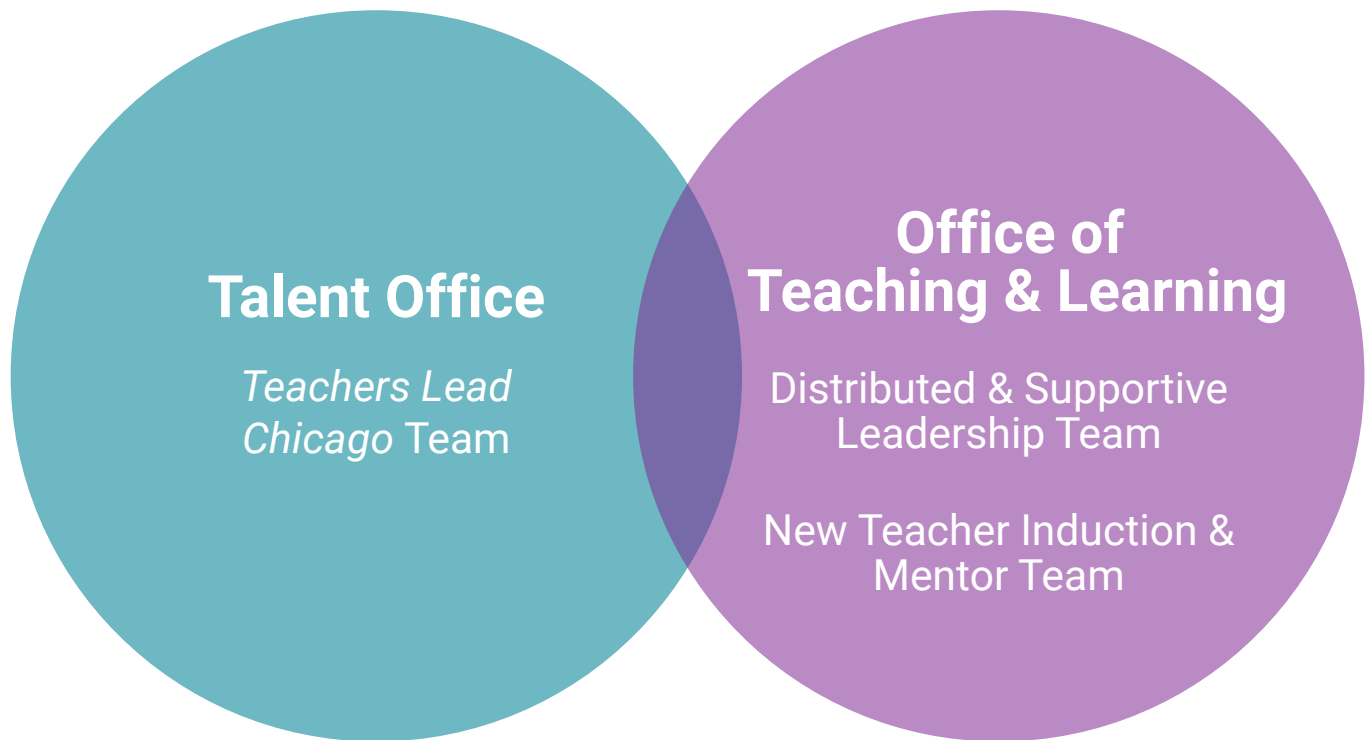 Talent Office
Teachers Lead
Chicago Team
Office of
Teaching & Learning
Distributed & Supportive
Leadership Team
New Teacher Induction &
Mentor Team